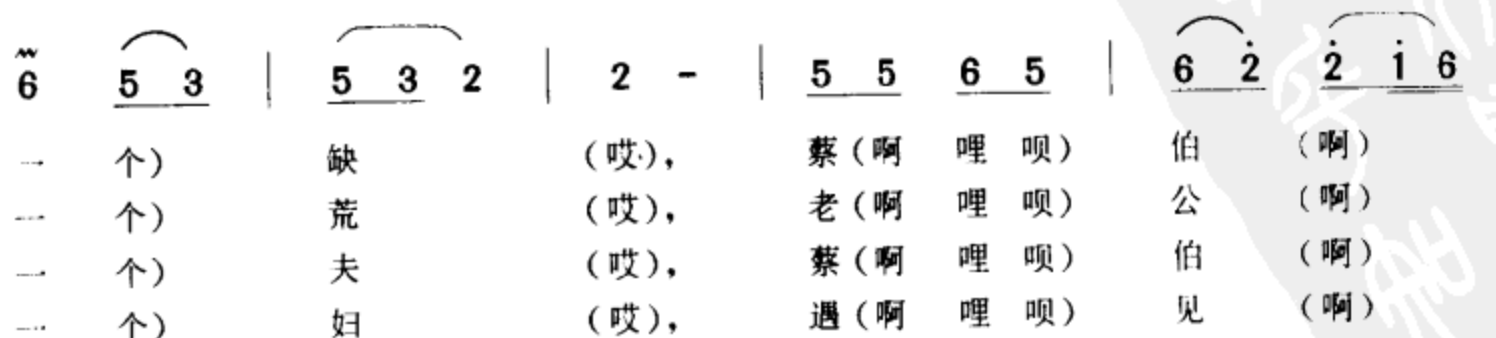 6 5 3 | 5 3 2 | 2 - | 5 5 6 5 | 6 2̇ 2̇ 1̇ 6
一 个) 缺 (哎), 蔡(啊 哩 呗) 伯 (啊)
一 个) 荒 (哎), 老(啊 哩 呗) 公 (啊)
一 个) 夫 (哎), 蔡(啊 哩 呗) 伯 (啊)
一 个) 妇 (哎), 遇(啊 哩 呗) 见 (啊)